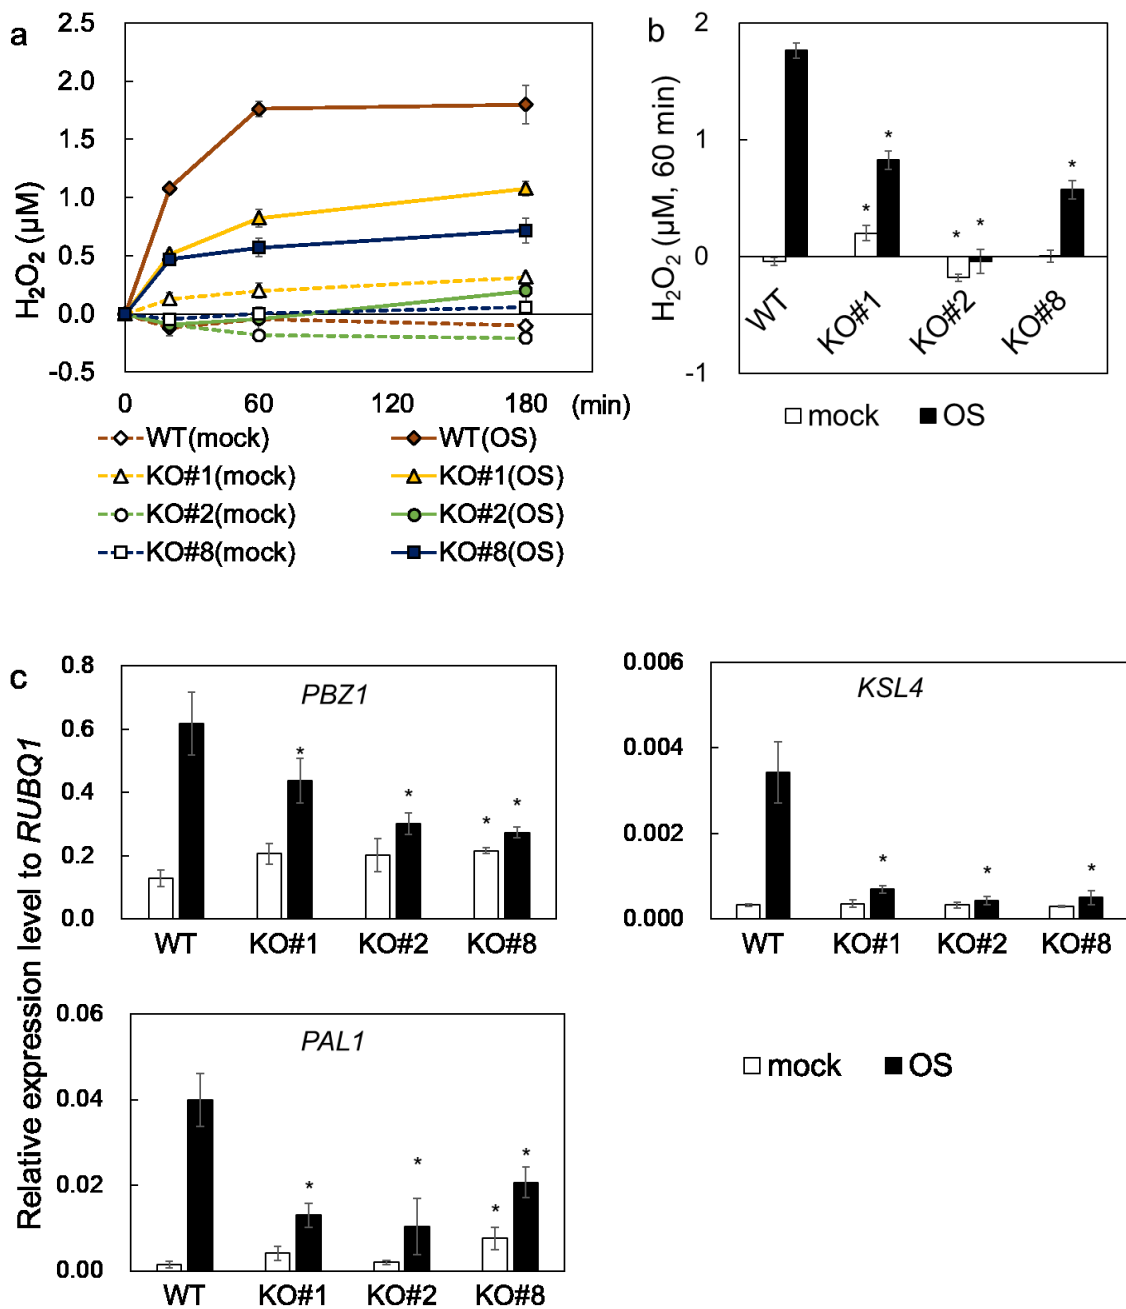 a
2.5
2.0
1.5
1.0
0.5
0.0
-0.5
H₂O₂ (μM)
0 60 120 180 (min)
WT(mock) WT(OS)
KO#1(mock) KO#1(OS)
KO#2(mock) KO#2(OS)
KO#8(mock) KO#8(OS)
b
2
1
0
-1
H₂O₂ (μM, 60 min)
* * * * *
WT KO#1 KO#2 KO#8
mock OS
c
Relative expression level to RUBQ1
PBZ1
0.8
0.6
0.4
0.2
0.0
* * * *
WT KO#1 KO#2 KO#8
KSL4
0.006
0.004
0.002
0.000
* * *
WT KO#1 KO#2 KO#8
PAL1
0.06
0.04
0.02
0.00
* * * *
WT KO#1 KO#2 KO#8
mock OS